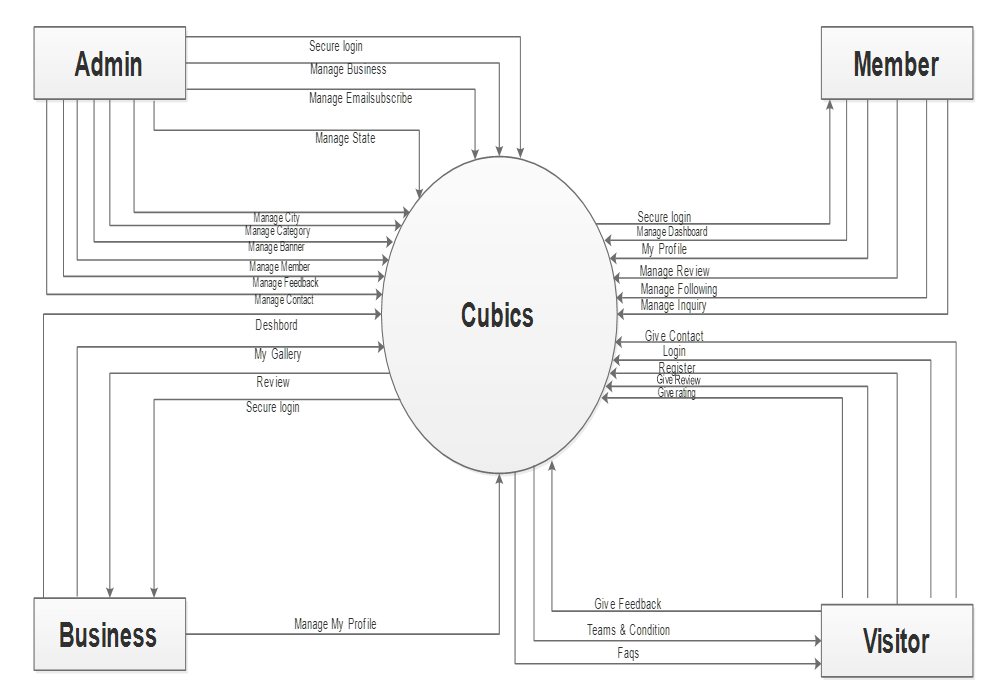 Admin
Secure login
Manage Business
Manage Emailsubscribe
Manage State
Manage City
Manage Category
Manage Banner
Manage Member
Manage Feedback
Manage Contact
Deshbord
My Gallery
Review
Secure login
Cubics
Member
Secure login
Manage Dashboard
My Profile
Manage Review
Manage Following
Manage Inquiry
Give Contact
Login
Register
Give Review
Give rating
Business
Manage My Profile
Give Feedback
Teams & Condition
Faqs
Visitor